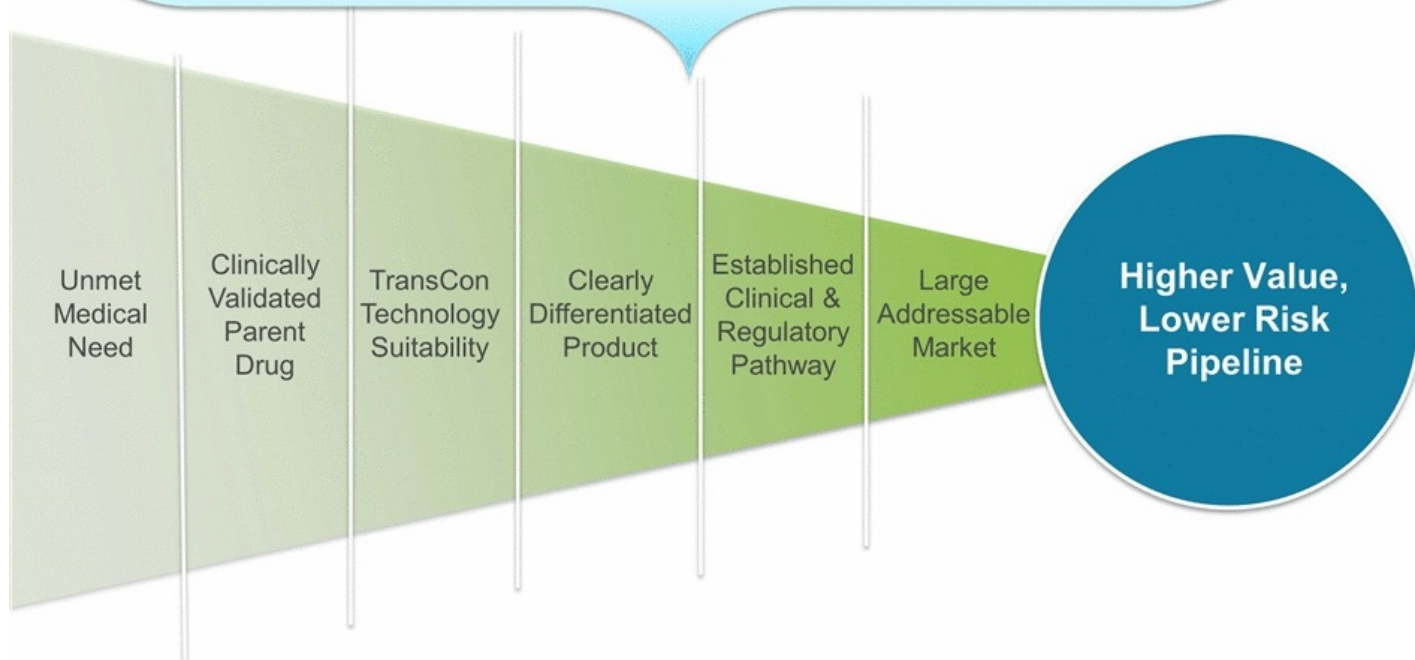 Unmet
Medical
Need
Clinically
Validated
Parent
Drug
TransCon
Technology
Suitability
Clearly
Differentiated
Product
Established
Clinical &
Regulatory
Pathway
Large
Addressable
Market
Higher Value,
Lower Risk
Pipeline